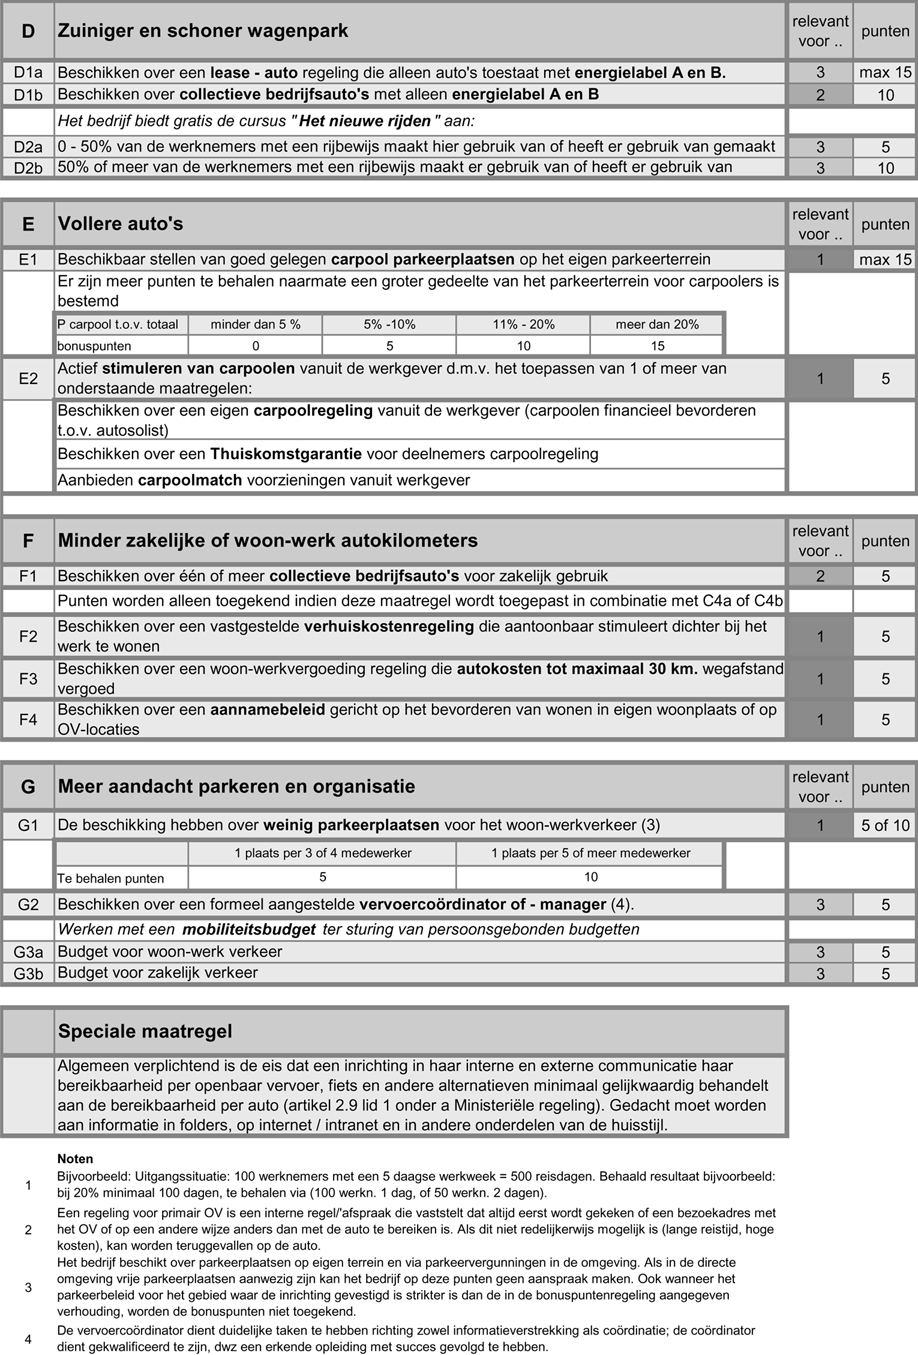 D Zuiniger en schoner wagenpark relevant voor .. punten
D1a Beschikken over een lease - auto regeling die alleen auto's toestaat met energielabel A en B. 3 max 15
D1b Beschikken over collectieve bedrijfsauto's met alleen energielabel A en B 2 10
Het bedrijf biedt gratis de cursus "Het nieuwe rijden " aan:
D2a 0 - 50% van de werknemers met een rijbewijs maakt hier gebruik van of heeft er gebruik van gemaakt 3 5
D2b 50% of meer van de werknemers met een rijbewijs maakt er gebruik van of heeft er gebruik van 3 10
E Vollere auto's relevant voor .. punten
E1 Beschikbaar stellen van goed gelegen carpool parkeerplaatsen op het eigen parkeerterrein 1 max 15
Er zijn meer punten te behalen naarmate een groter gedeelte van het parkeerterrein voor carpoolers is
bestemd
P carpool t.o.v. totaal minder dan 5 % 5% -10% 11% - 20% meer dan 20%
bonuspunten 0 5 10 15
E2 Actief stimuleren van carpoolen vanuit de werkgever d.m.v. het toepassen van 1 of meer van
onderstaande maatregelen: 1 5
Beschikken over een eigen carpoolregeling vanuit de werkgever (carpoolen financieel bevorderen
t.o.v. autosolist)
Beschikken over een Thuiskomstgarantie voor deelnemers carpoolregeling
Aanbieden carpoolmatch voorzieningen vanuit werkgever
F Minder zakelijke of woon-werk autokilometers relevant voor .. punten
F1 Beschikken over één of meer collectieve bedrijfsauto's voor zakelijk gebruik 2 5
Punten worden alleen toegekend indien deze maatregel wordt toegepast in combinatie met C4a of C4b
F2 Beschikken over een vastgestelde verhuiskostenregeling die aantoonbaar stimuleert dichter bij het
werk te wonen 1 5
F3 Beschikken over een woon-werkvergoeding regeling die autokosten tot maximaal 30 km. wegafstand
vergoed 1 5
F4 Beschikken over een aannamebeleid gericht op het bevorderen van wonen in eigen woonplaats of op
OV-locaties 1 5
G Meer aandacht parkeren en organisatie relevant voor .. punten
G1 De beschikking hebben over weinig parkeerplaatsen voor het woon-werkverkeer (3) 1 5 of 10
1 plaats per 3 of 4 medewerker 1 plaats per 5 of meer medewerker
Te behalen punten 5 10
G2 Beschikken over een formeel aangestelde vervoercoördinator of - manager (4). 3 5
Werken met een mobiliteitsbudget ter sturing van persoonsgebonden budgetten
G3a Budget voor woon-werk verkeer 3 5
G3b Budget voor zakelijk verkeer 3 5
Speciale maatregel
Algemeen verplichtend is de eis dat een inrichting in haar interne en externe communicatie haar
bereikbaarheid per openbaar vervoer, fiets en andere alternatieven minimaal gelijkwaardig behandelt
aan de bereikbaarheid per auto (artikel 2.9 lid 1 onder a Ministeriële regeling). Gedacht moet worden
aan informatie in folders, op internet / intranet en in andere onderdelen van de huisstijl.
Noten
1 Bijvoorbeeld: Uitgangssituatie: 100 werknemers met een 5 daagse werkweek = 500 reisdagen. Behaald resultaat bijvoorbeeld:
bij 20% minimaal 100 dagen, te behalen via (100 werkn. 1 dag, of 50 werkn. 2 dagen).
2 Een regeling voor primair OV is een interne regel/'afspraak die vaststelt dat altijd eerst wordt gekeken of een bezoekadres met
het OV of op een andere wijze anders dan met de auto te bereiken is. Als dit niet redelijkerwijs mogelijk is (lange reistijd, hoge
kosten), kan worden teruggevallen op de auto.
3 Het bedrijf beschikt over parkeerplaatsen op eigen terrein en via parkeervergunningen in de omgeving. Als in de directe
omgeving vrije parkeerplaatsen aanwezig zijn kan het bedrijf op deze punten geen aanspraak maken. Ook wanneer het
parkeerbeleid voor het gebied waar de inrichting gevestigd is strikter is dan de in de bonuspuntenregeling aangegeven
verhouding, worden de bonuspunten niet toegekend.
4 De vervoercoördinator dient duidelijke taken te hebben richting zowel informatieverstrekking als coördinatie; de coördinator
dient gekwalificeerd te zijn, dwz een erkende opleiding met succes gevolgd te hebben.